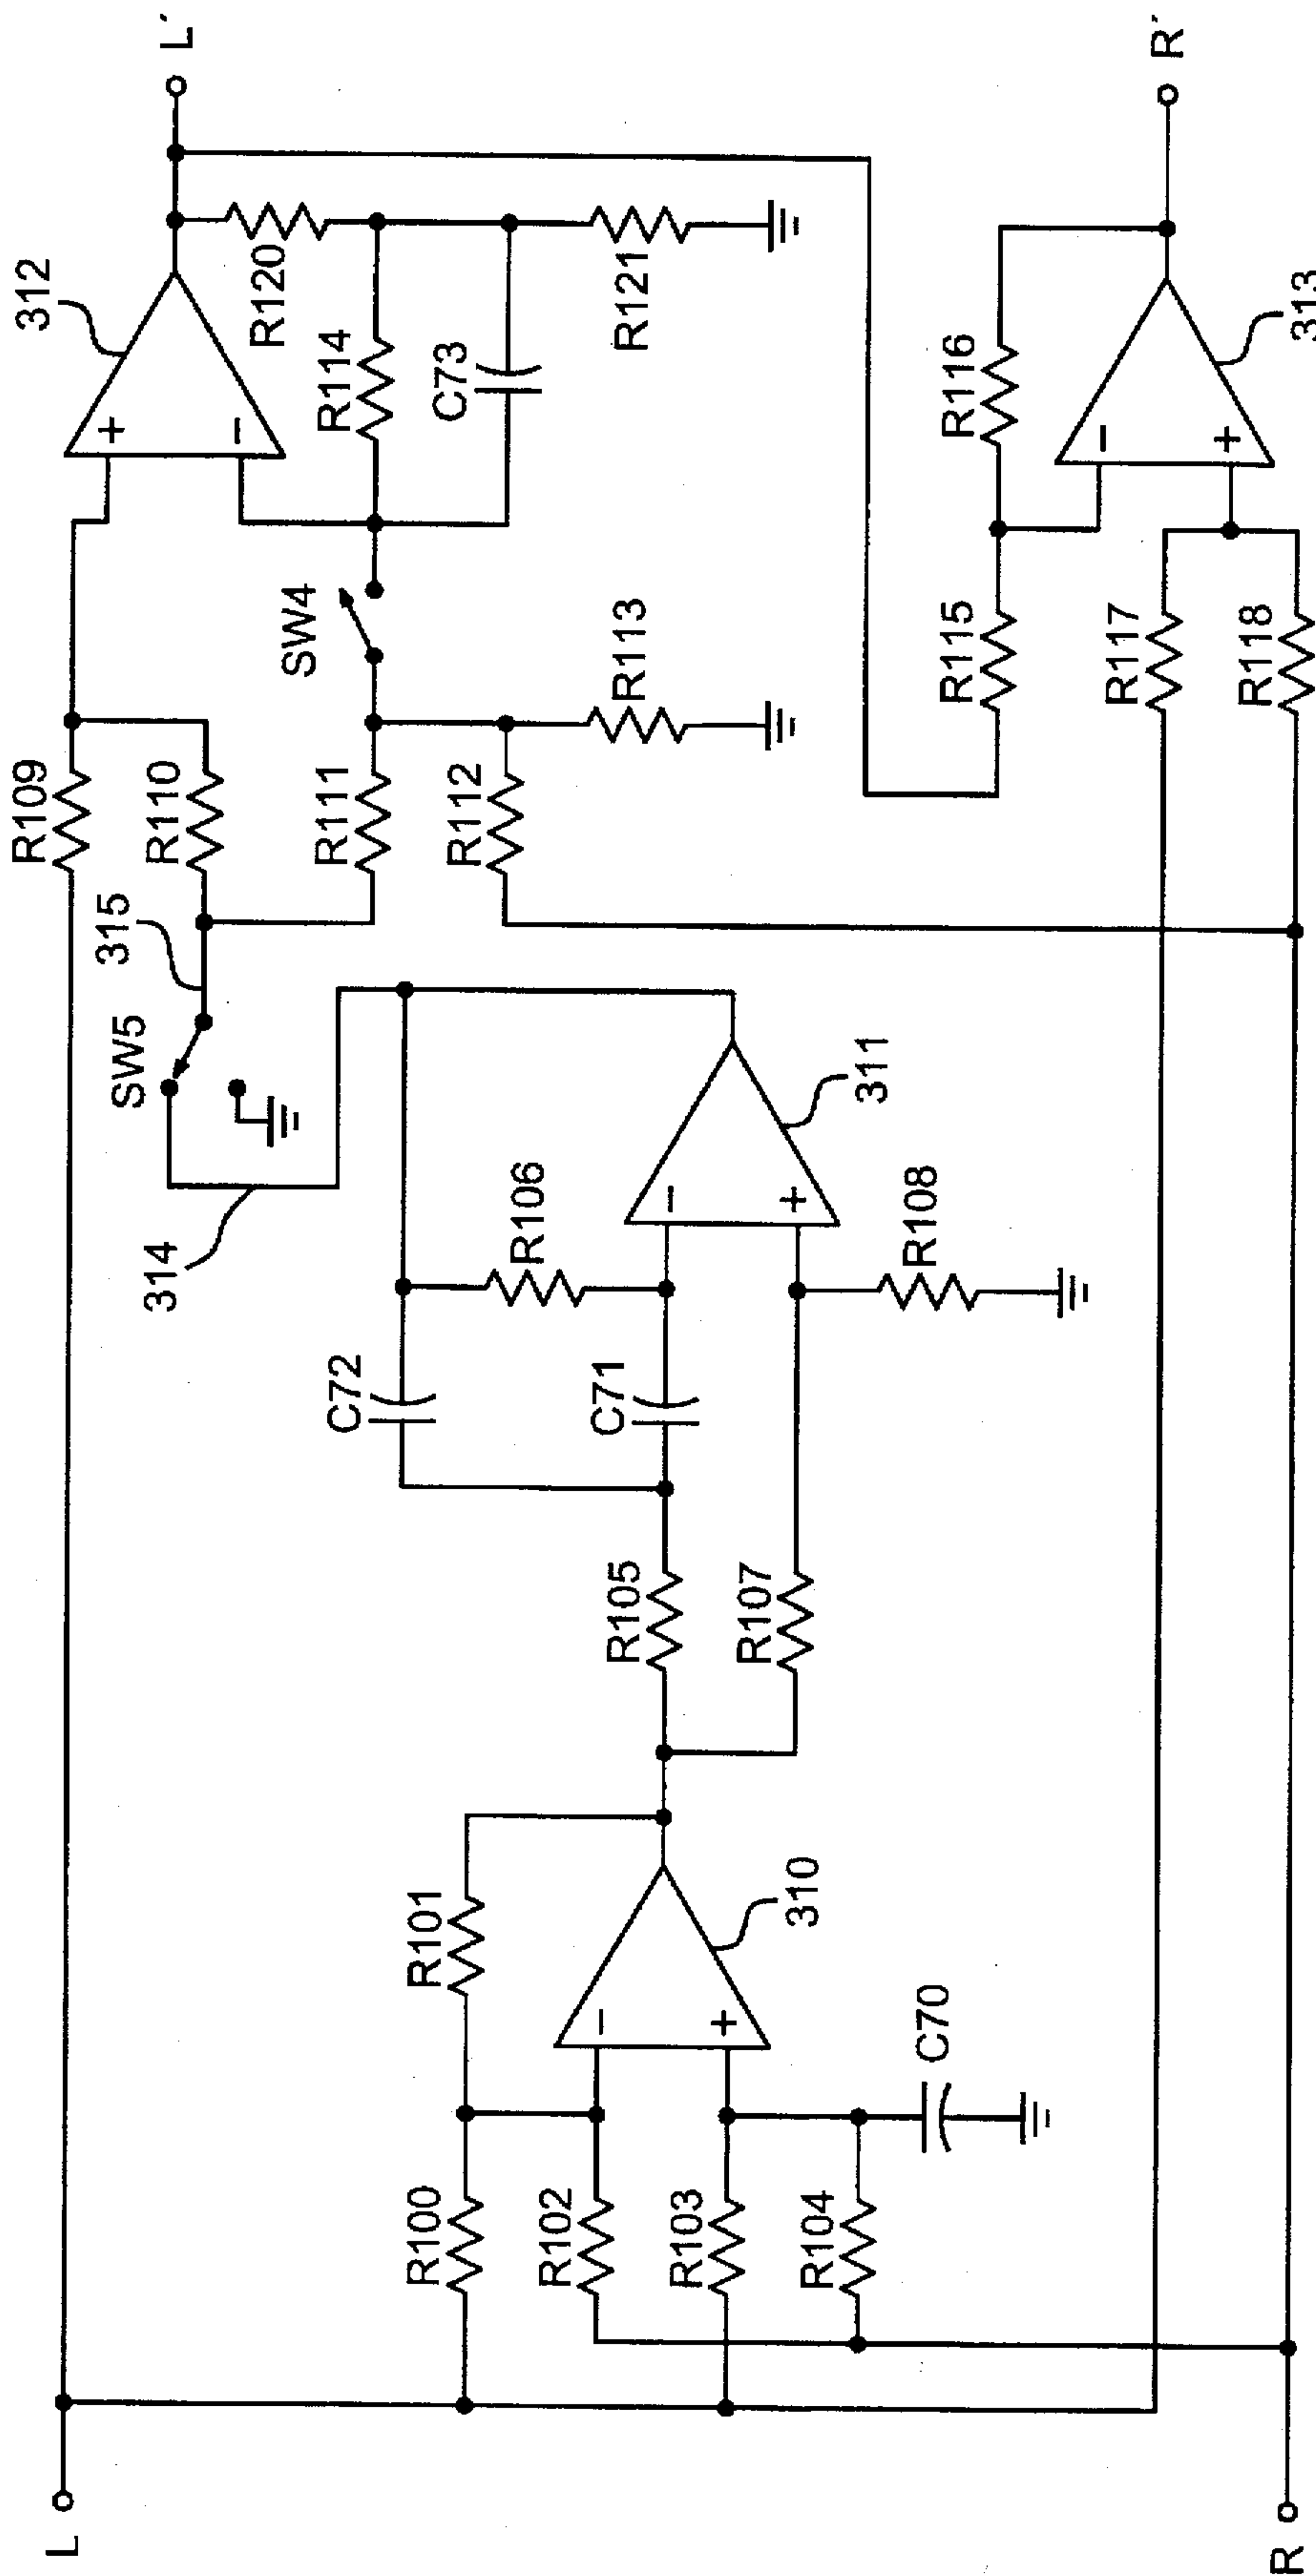 L
R
R100
R101
R102
R103
R104
C70
−
+
310
R105
R107
C72
C71
R106
R108
−
+
311
314
SW5
315
R109
R110
R111
R112
R113
SW4
312
+
−
R120
R114
C73
R121
L'
R115
R116
R117
R118
−
+
313
R'